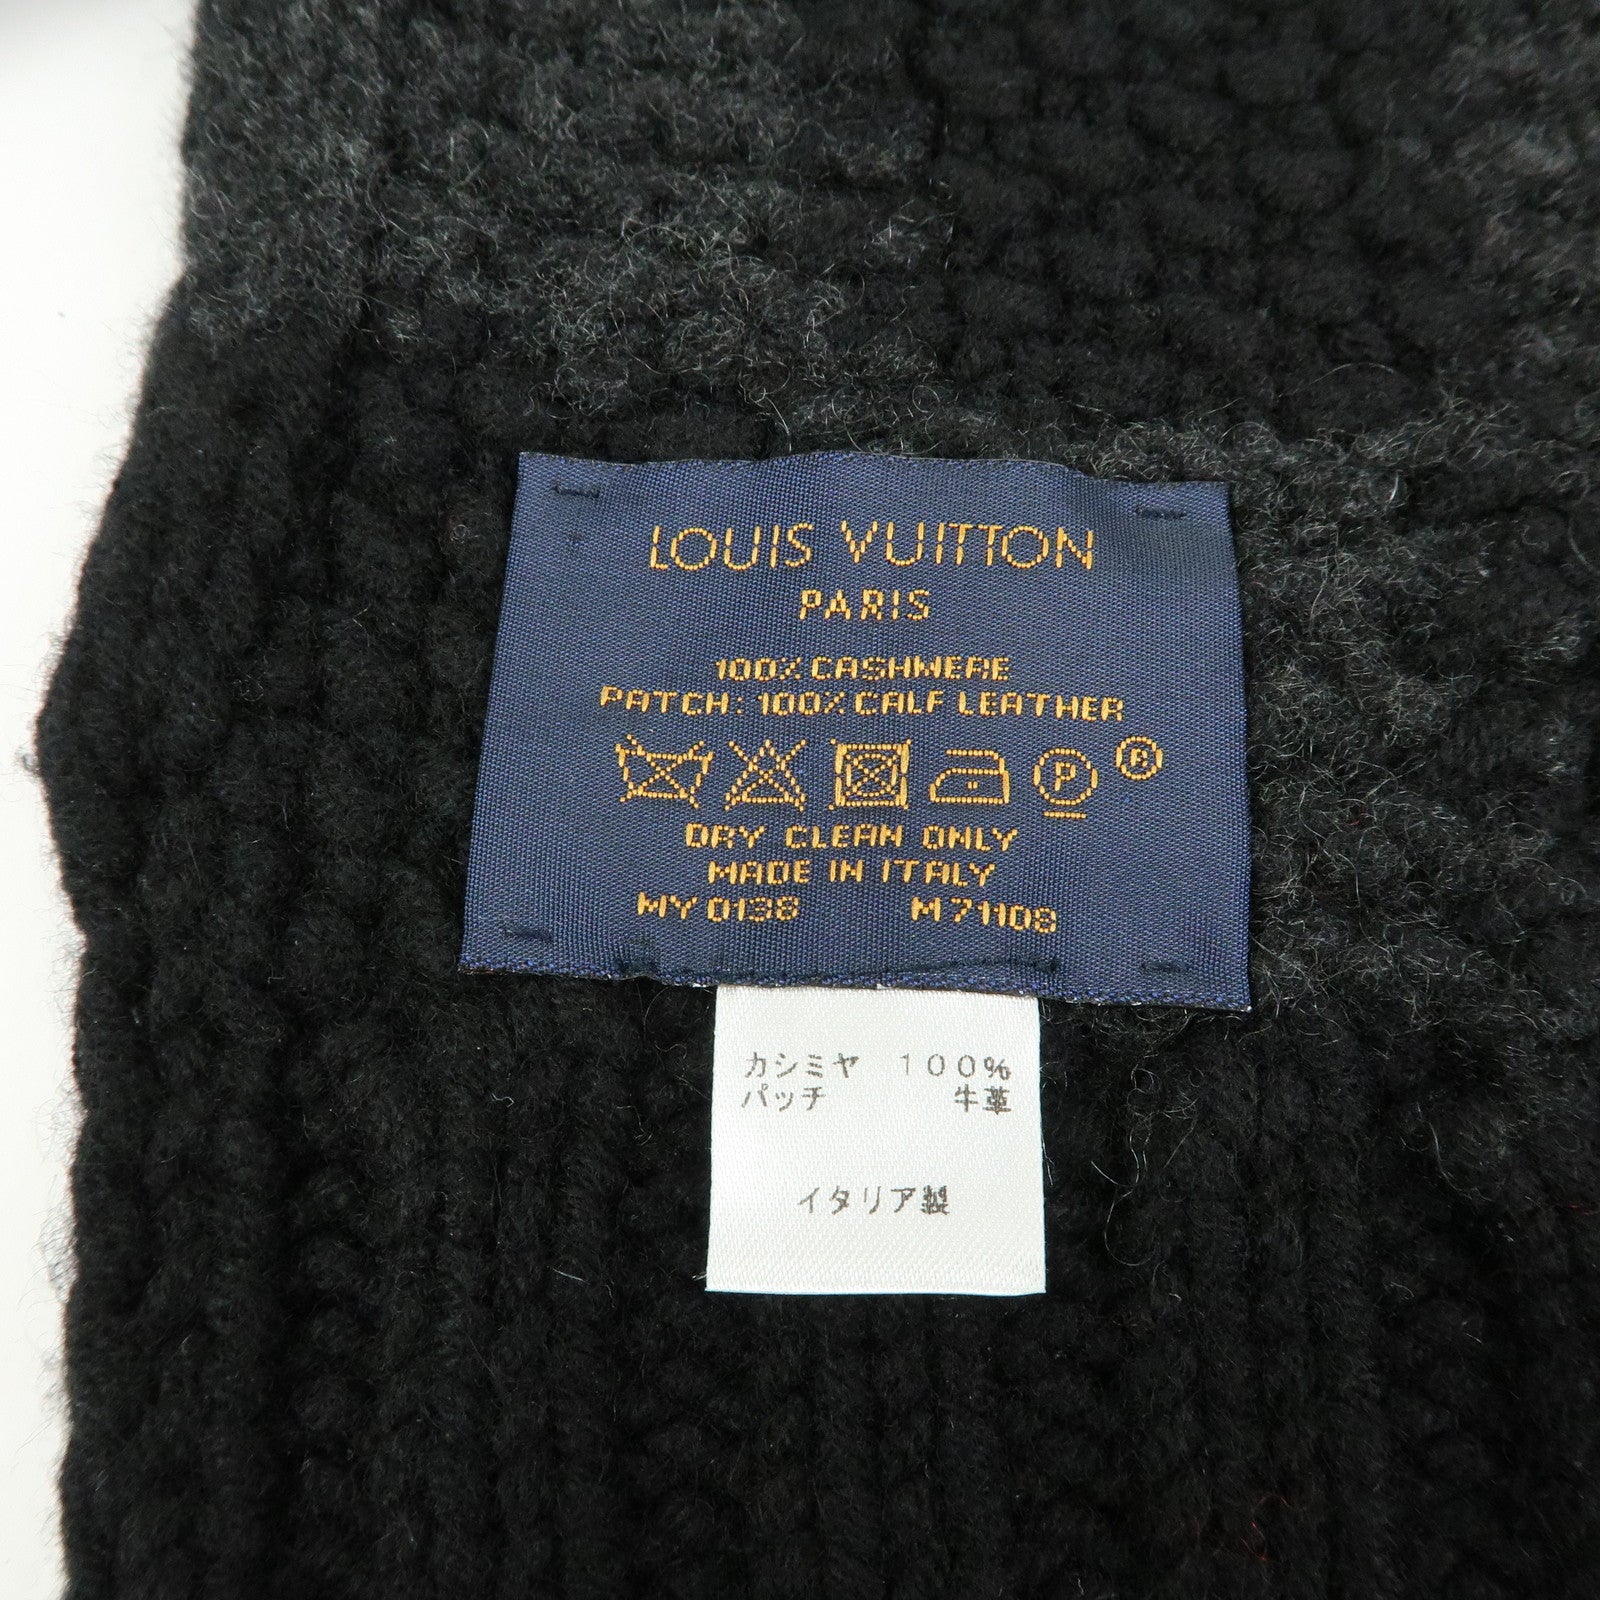 LOUIS VUITTON
PARIS
100% CASHMERE
PATCH: 100% CALF LEATHER
P ®
DRY CLEAN ONLY
MADE IN ITALY
MY 0138 M71108
カシミヤ 100%
パッチ 牛革
イタリア製